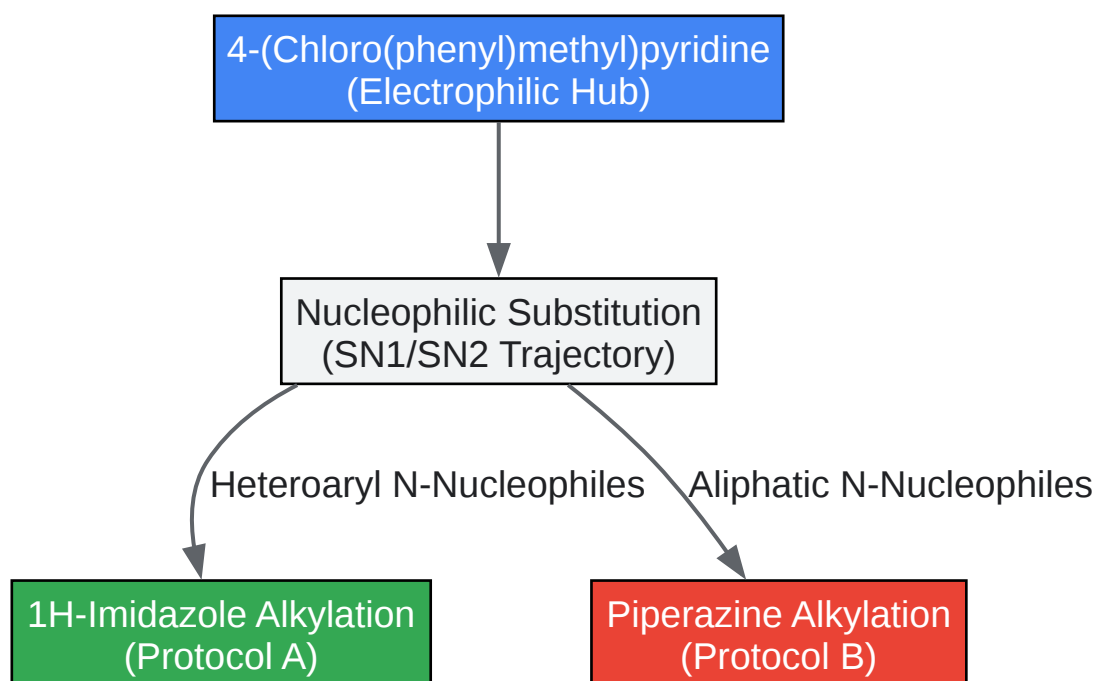 4-(Chloro(phenyl)methyl)pyridine
(Electrophilic Hub)
Nucleophilic Substitution
(SN1/SN2 Trajectory)
Heteroaryl N-Nucleophiles
Aliphatic N-Nucleophiles
1H-Imidazole Alkylation
(Protocol A)
Piperazine Alkylation
(Protocol B)